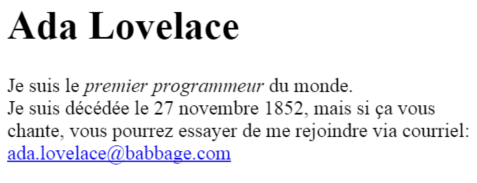 Ada Lovelace
Je suis le premier programmeur du monde.
Je suis décédée le 27 novembre 1852, mais si ça vous
chante, vous pourrez essayer de me rejoindre via courriel:
ada.lovelace@babbage.com